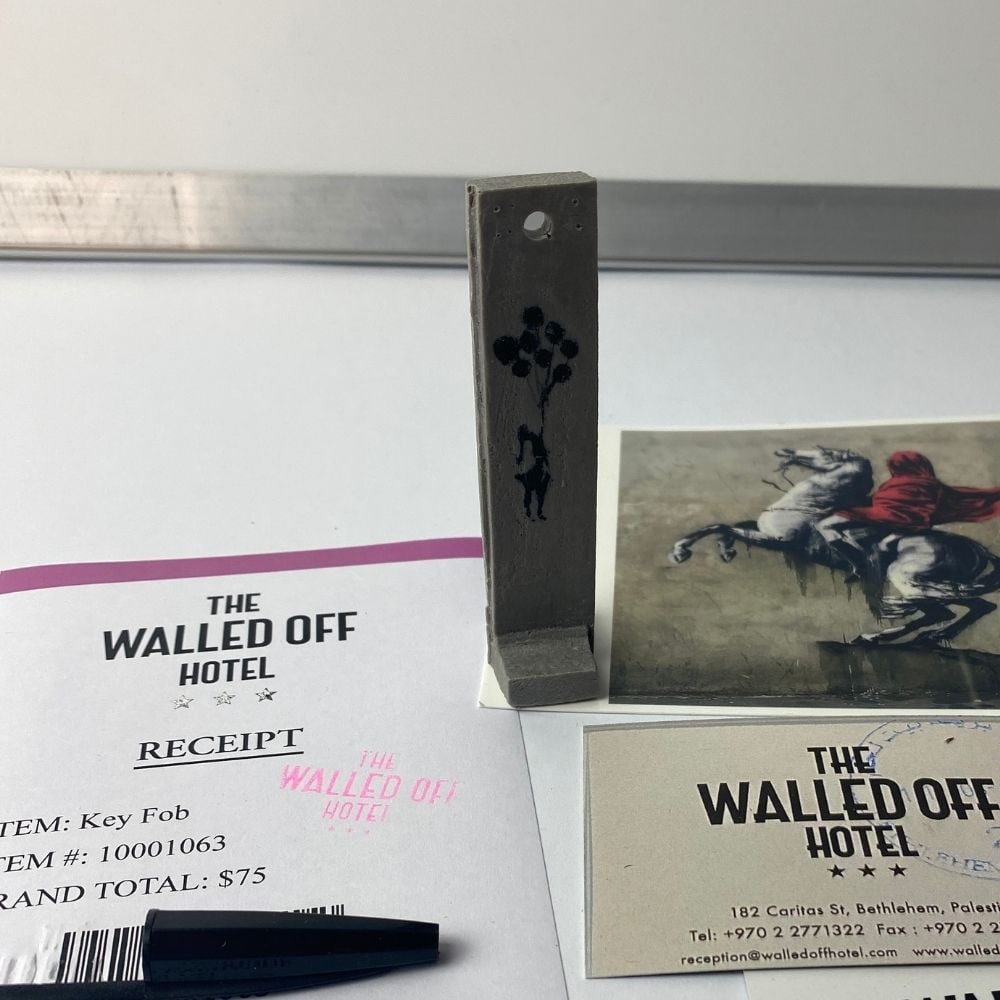 THE
WALLED OFF
HOTEL
RECEIPT
THE
WALLED OFF
HOTEL
TEM: Key Fob
TEM #: 10001063
RAND TOTAL: $75
THE
WALLED OFF
HOTEL
182 Caritas St, Bethlehem, Palesti
Tel: +970 2 2771322 Fax : +970 2 2
reception@walledoffhotel.com www.walled